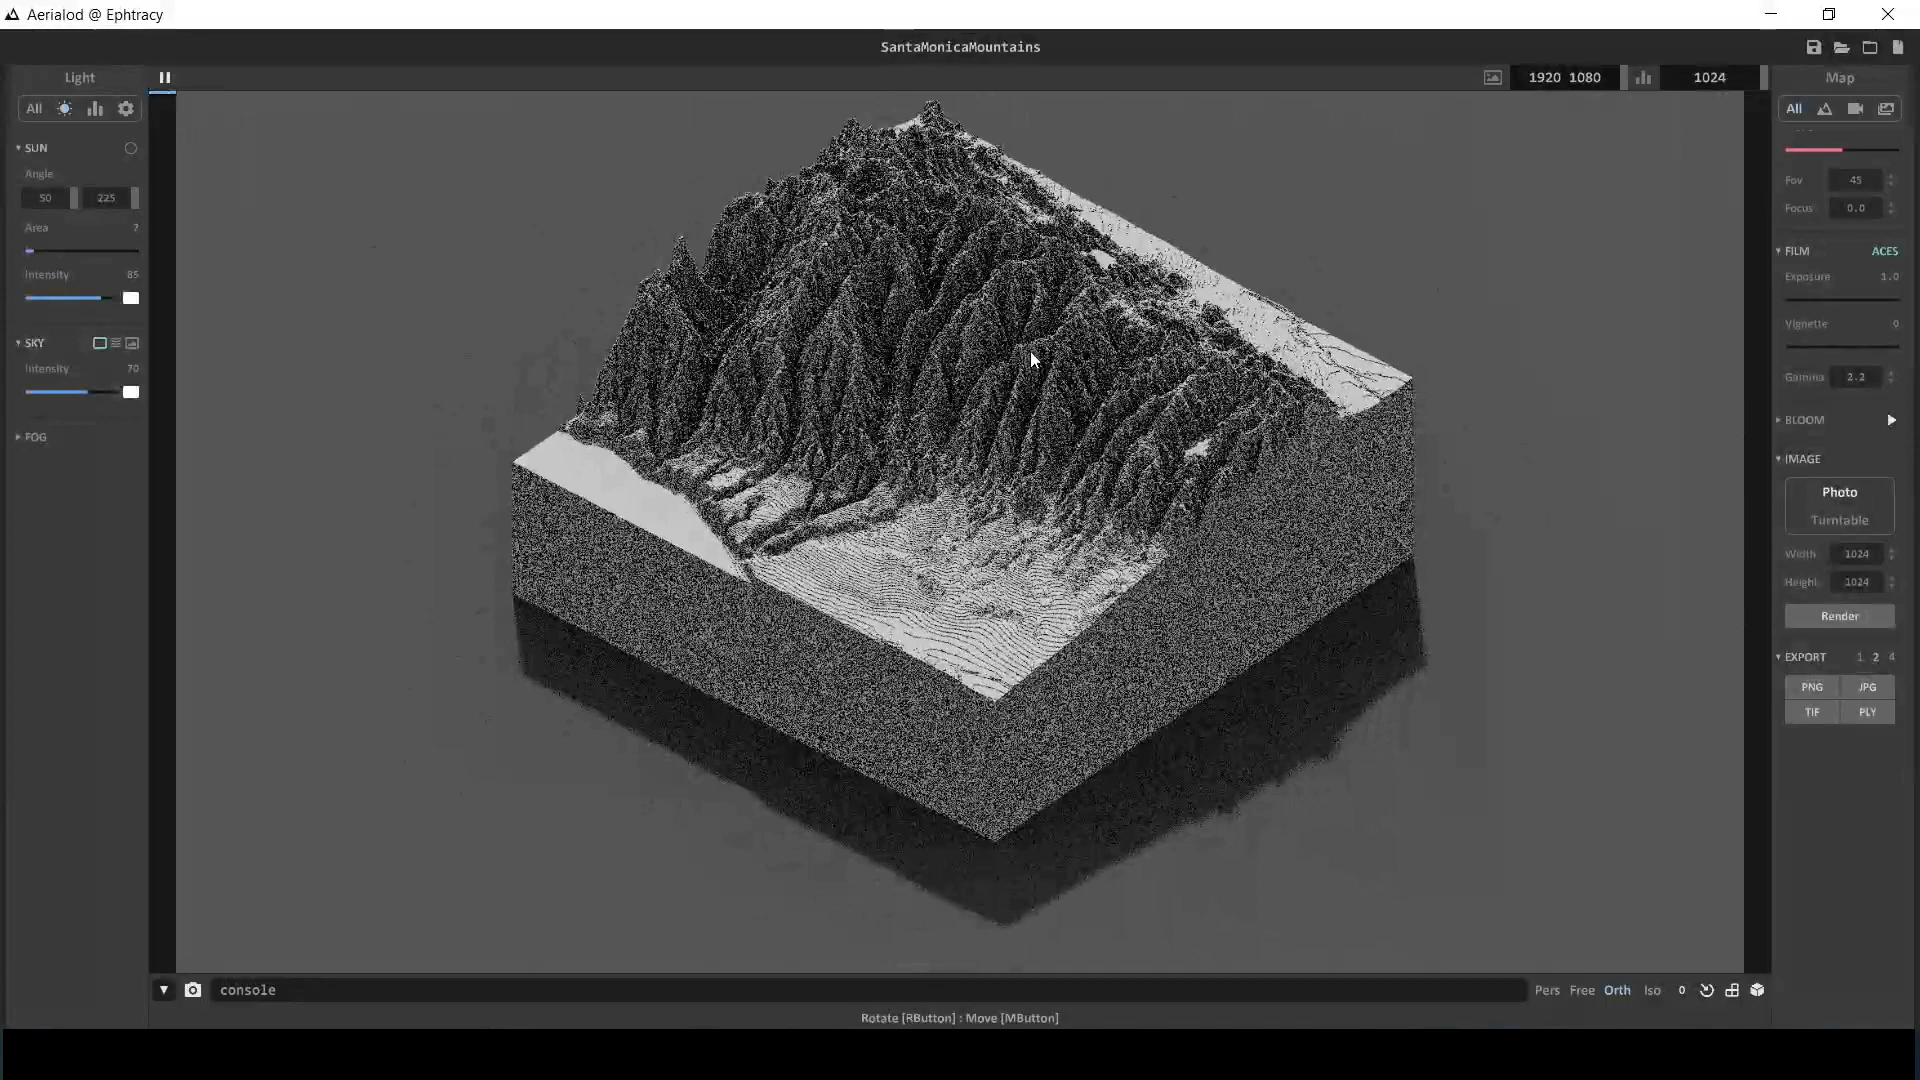 Aerialod @ Ephtracy
SantaMonicaMountains
Light
1920 1080
1024
Map
All
All
SUN
Angle
50 225
Area 7
Intensity 85
SKY
Intensity 70
FOG
Fov 45
Focus 0.0
FILM ACES
Exposure 1.0
Vignette 0
Gamma 2.2
BLOOM
IMAGE
Photo
Turntable
Width 1024
Height 1024
Render
EXPORT 1 2 4
PNG JPG
TIF PLY
console
Pers Free Orth Iso 0
Rotate [RButton] : Move [MButton]